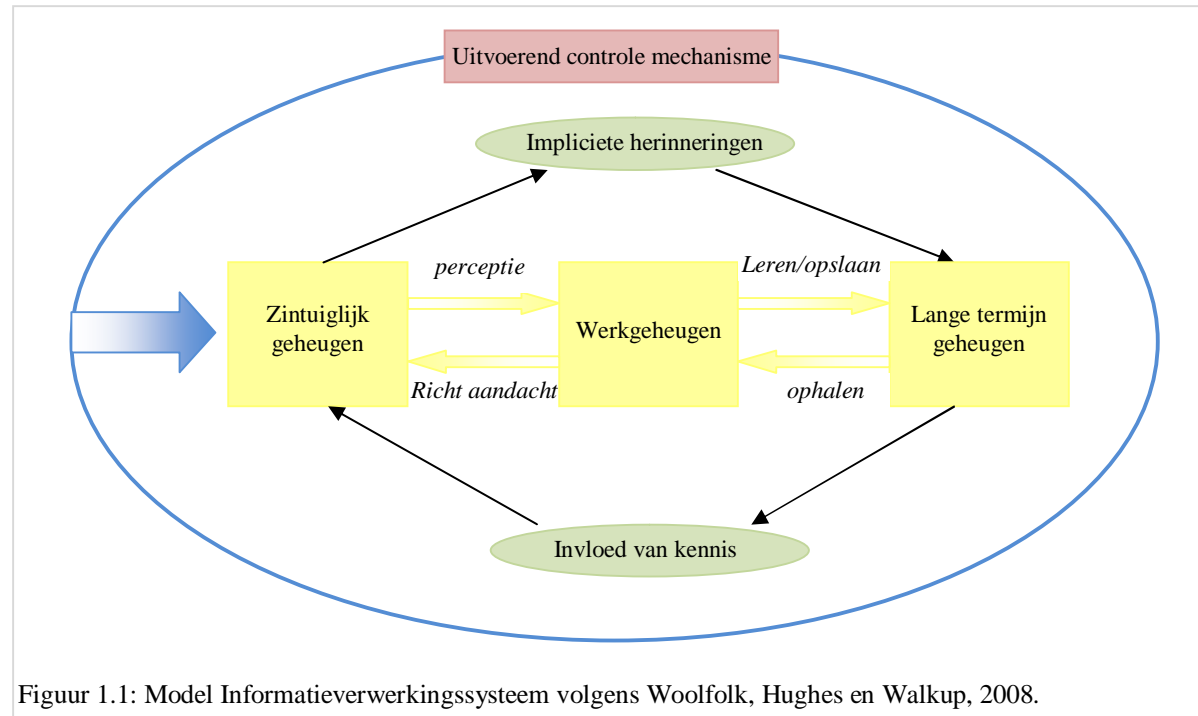 Uitvoerend controle mechanisme
Impliciete herinneringen
perceptie
Leren/opslaan
Zintuiglijk
geheugen
Werkgeheugen
Lange termijn
geheugen
Richt aandacht
ophalen
Invloed van kennis
Figuur 1.1: Model Informatieverwerkingssysteem volgens Woolfolk, Hughes en Walkup, 2008.